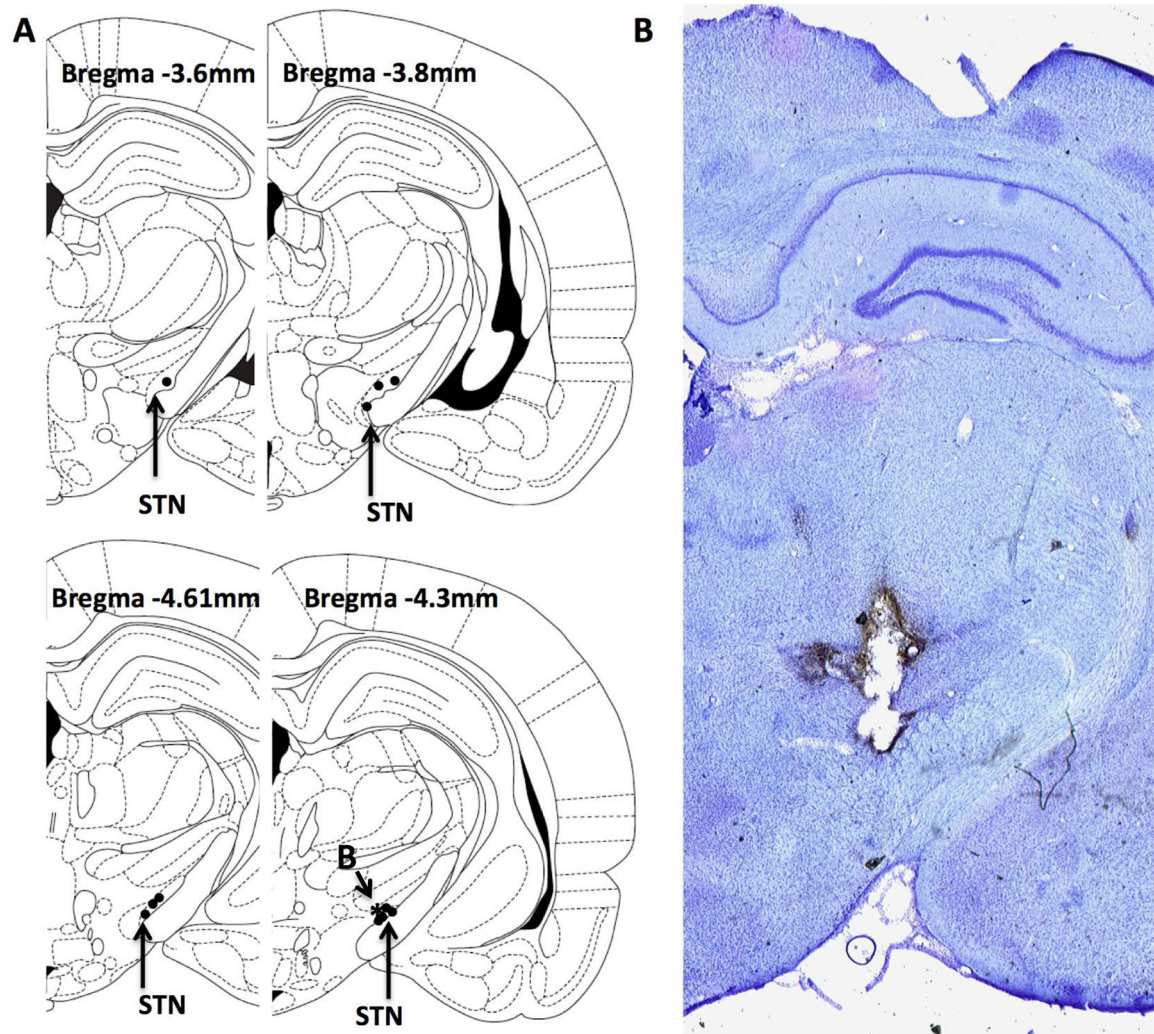 A
B
Bregma -3.6mm
Bregma -3.8mm
STN
STN
Bregma -4.61mm
Bregma -4.3mm
B
*
STN
STN